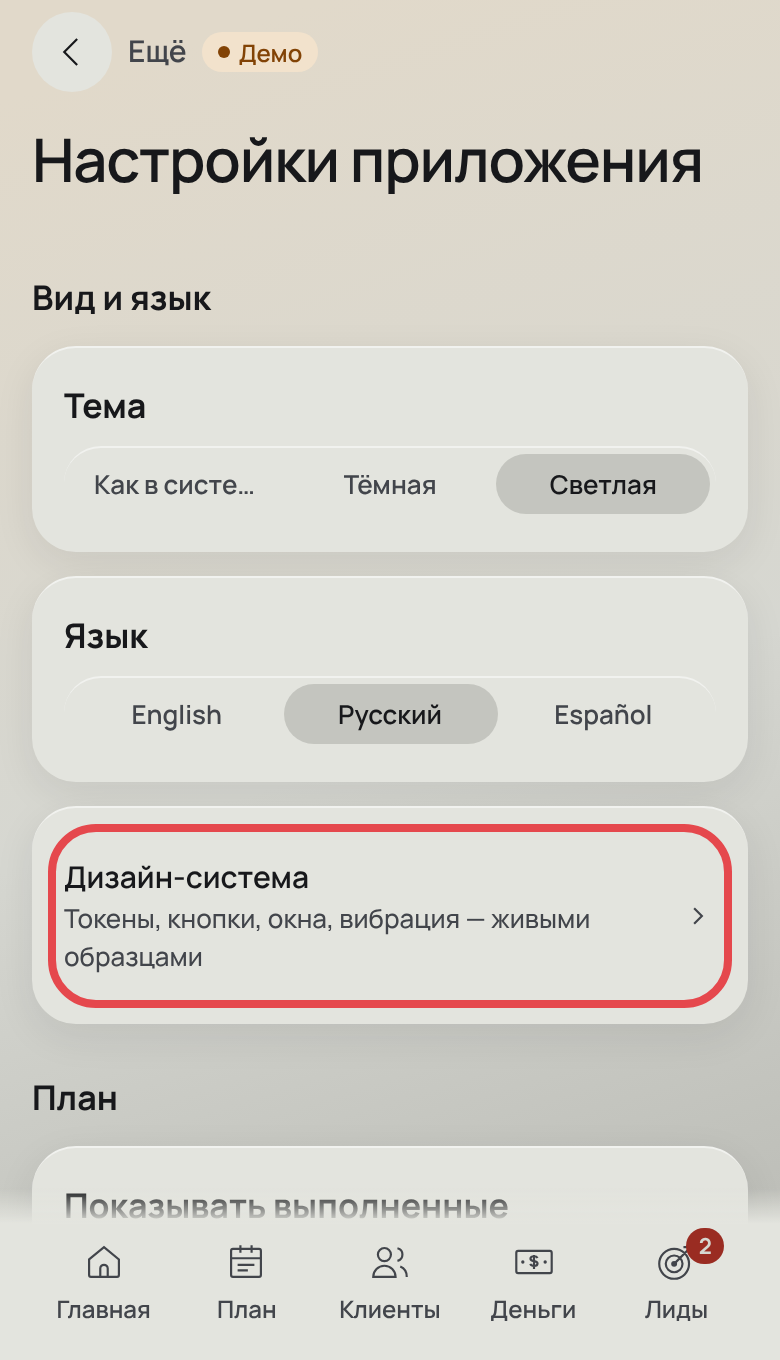 Ещё
Демо
Настройки приложения
Вид и язык
Тема
Как в систе...
Тёмная
Светлая
Язык
English
Русский
Español
Дизайн-система
Токены, кнопки, окна, вибрация — живыми
образцами
План
Показывать выполненные
2
Главная
План
Клиенты
Деньги
Лиды